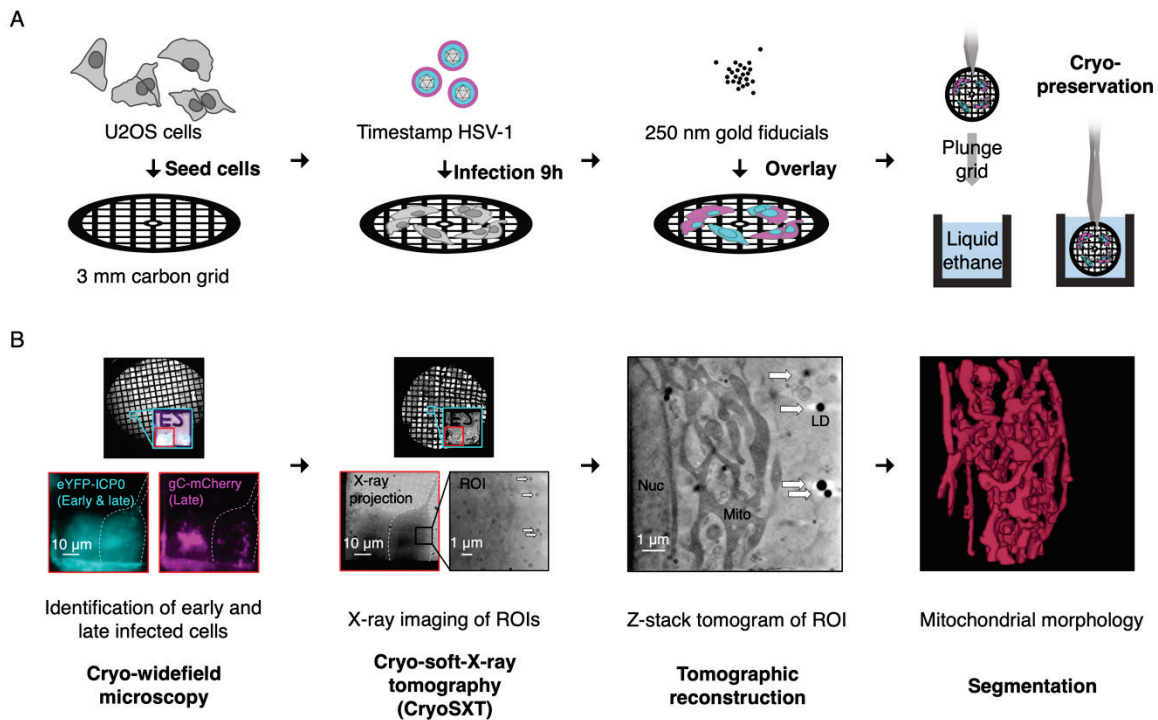 A
U2OS cells
Seed cells
3 mm carbon grid
Timestamp HSV-1
Infection 9h
250 nm gold fiducials
Overlay
Cryo-
preservation
Plunge
grid
Liquid
ethane
B
eYFP-ICP0
(Early & late)
10 µm
gC-mCherry
(Late)
10 µm
Identification of early and
late infected cells
Cryo-widefield
microscopy
X-ray
projection
10 µm
ROI
1 µm
X-ray imaging of ROIs
Cryo-soft-X-ray
tomography
(CryoSXT)
LD
Nuc
Mito
1 µm
Z-stack tomogram of ROI
Tomographic
reconstruction
Mitochondrial morphology
Segmentation